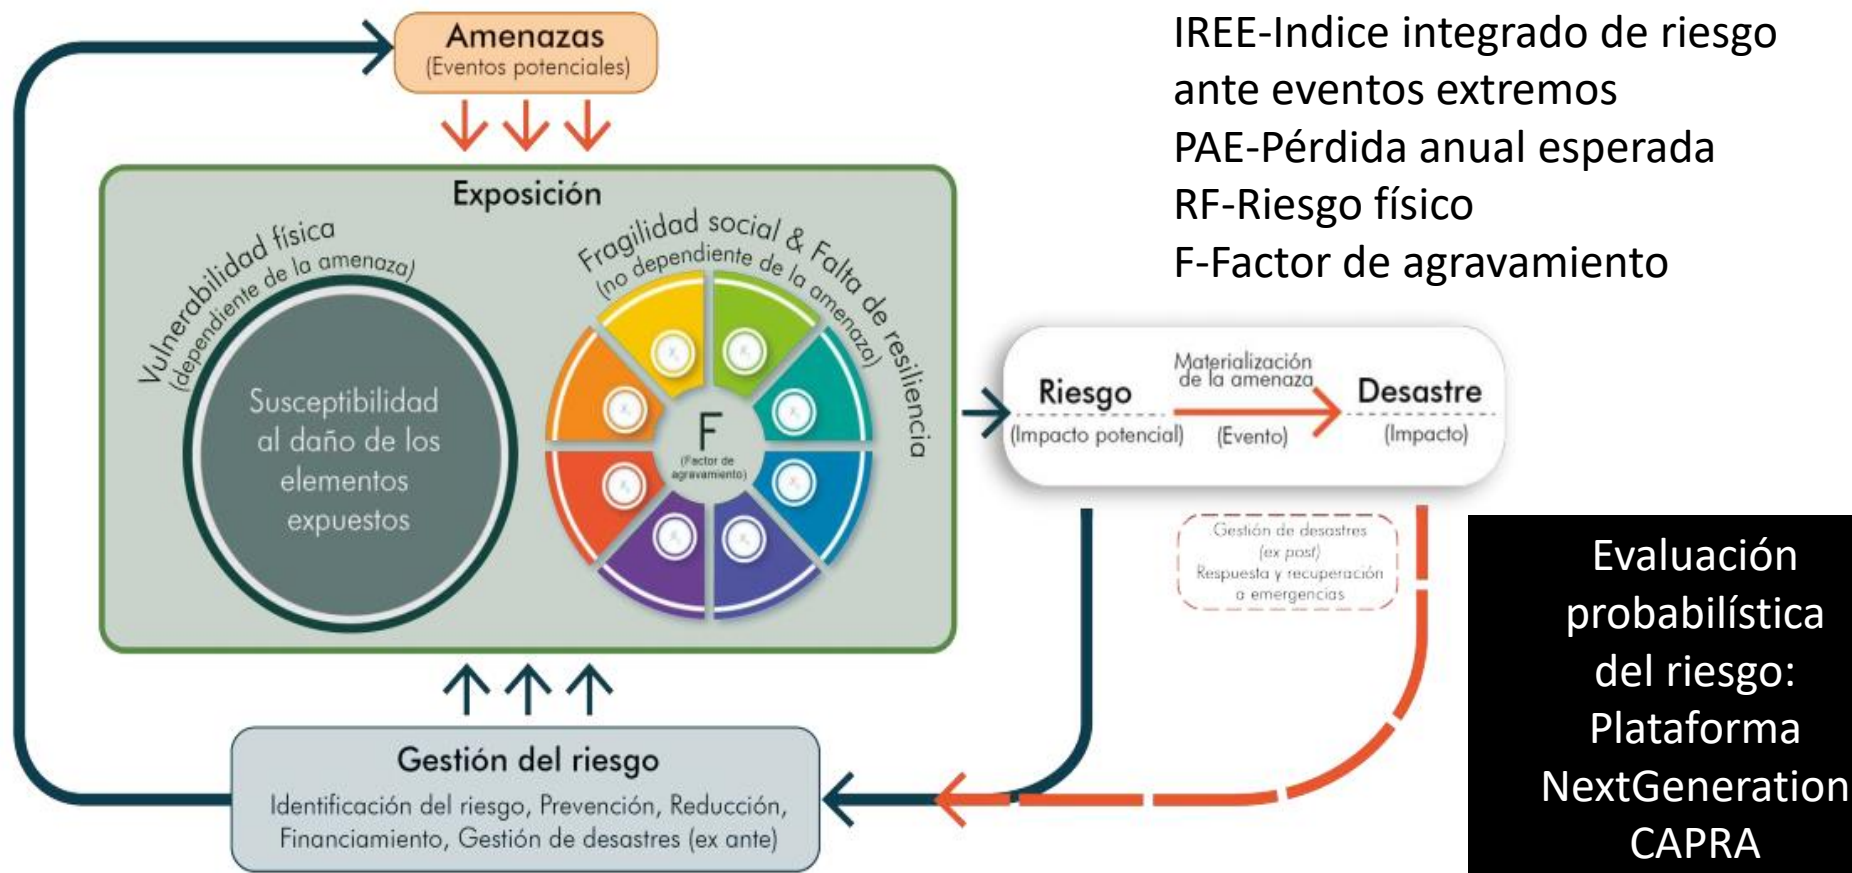 Amenazas
(Eventos potenciales)
IREE-Indice integrado de riesgo
ante eventos extremos
PAE-Pérdida anual esperada
RF-Riesgo físico
F-Factor de agravamiento
Exposición
Vulnerabilidad física
(dependiente de la amenaza)
Susceptibilidad
al daño de los
elementos
expuestos
Fragilidad social & Falta de resiliencia
(no dependiente de la amenaza)
F
(Factor de
agravamiento)
Riesgo
(Impacto potencial)
Materialización
de la amenaza
(Evento)
Desastre
(Impacto)
Gestión de desastres
(ex post)
Respuesta y recuperación
a emergencias
Gestión del riesgo
Identificación del riesgo, Prevención, Reducción,
Financiamiento, Gestión de desastres (ex ante)
Evaluación
probabilística
del riesgo:
Plataforma
NextGeneration
CAPRA